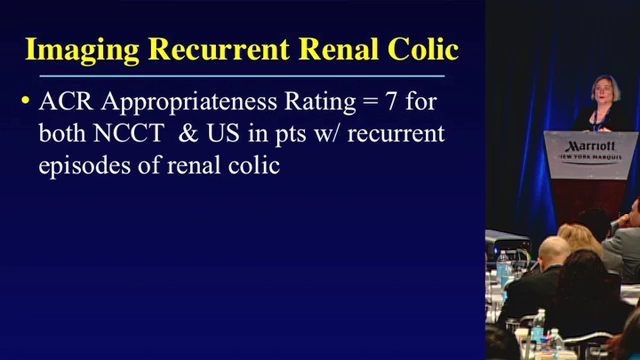 Imaging Recurrent Renal Colic
• ACR Appropriateness Rating = 7 for
both NCCT & US in pts w/ recurrent
episodes of renal colic
Marriott
NEW YORK MARQUIS